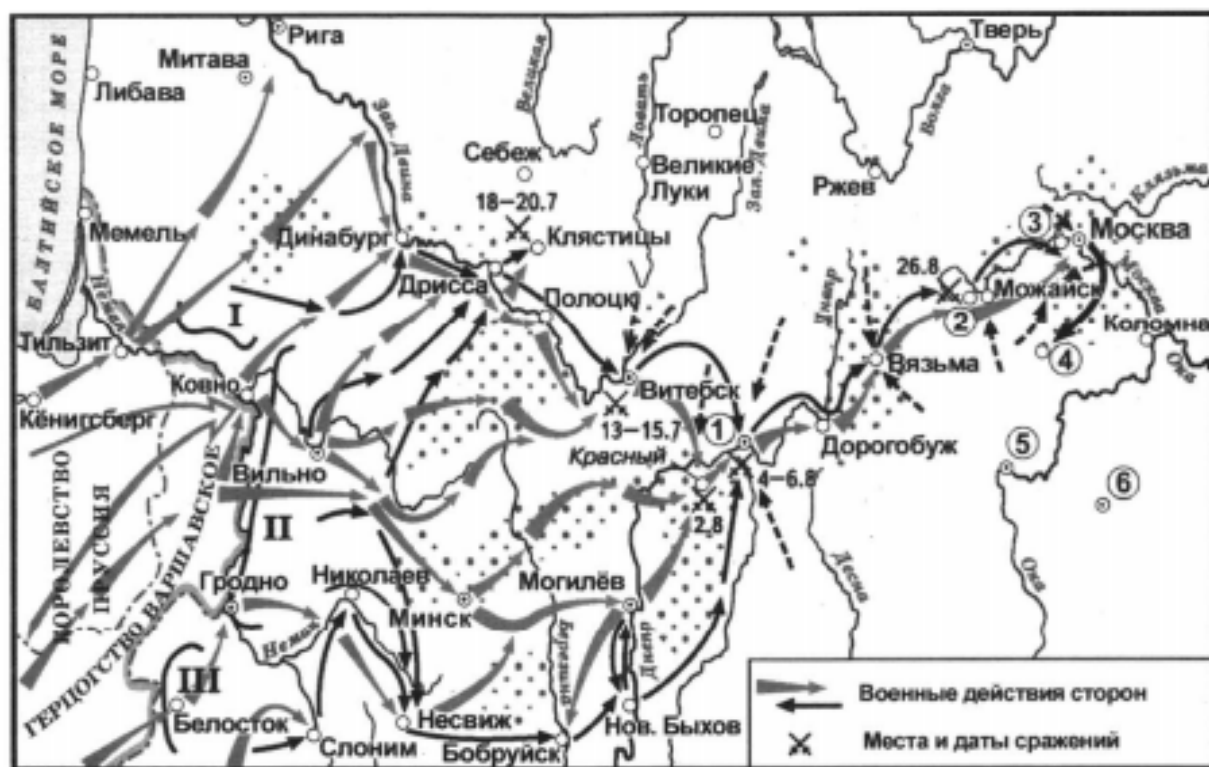 Рига
Тверь
Митава
Либава
БАЛТИЙСКОЕ МОРЕ
Зап. Двина
Великая
Ловать
Торопец
Зап. Двина
Волга
Себеж
Великие
Луки
Ржев
18–20.7
Клязьма
Мемель
Неман
Динабург
Клястицы
3
Москва
Москва
Дрисса
Полоцк
26.8
Можайск
Днепр
I
2
Коломна
4
Ока
Тильзит
Вязьма
Ковно
Витебск
Кёнигсберг
13–15.7
1
Дорогобуж
Вильно
Красный
4–6.8
5
6
2.8
II
КОРОЛЕВСТВО
ПРУССИЯ
ГЕРЦОГСТВО ВАРШАВСКОЕ
Гродно
Николаев
Минск
Могилёв
Десна
Ока
Неман
Березина
Днепр
III
Белосток
Слоним
Несвиж
Бобруйск
Нов. Быхов
Военные действия сторон
Места и даты сражений